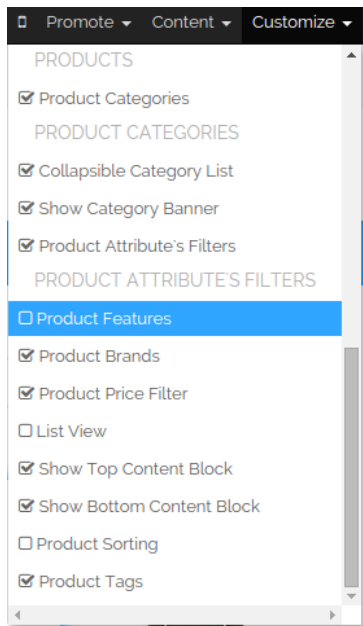 Promote Content Customize
PRODUCTS
Product Categories
PRODUCT CATEGORIES
Collapsible Category List
Show Category Banner
Product Attribute's Filters
PRODUCT ATTRIBUTE'S FILTERS
Product Features
Product Brands
Product Price Filter
List View
Show Top Content Block
Show Bottom Content Block
Product Sorting
Product Tags